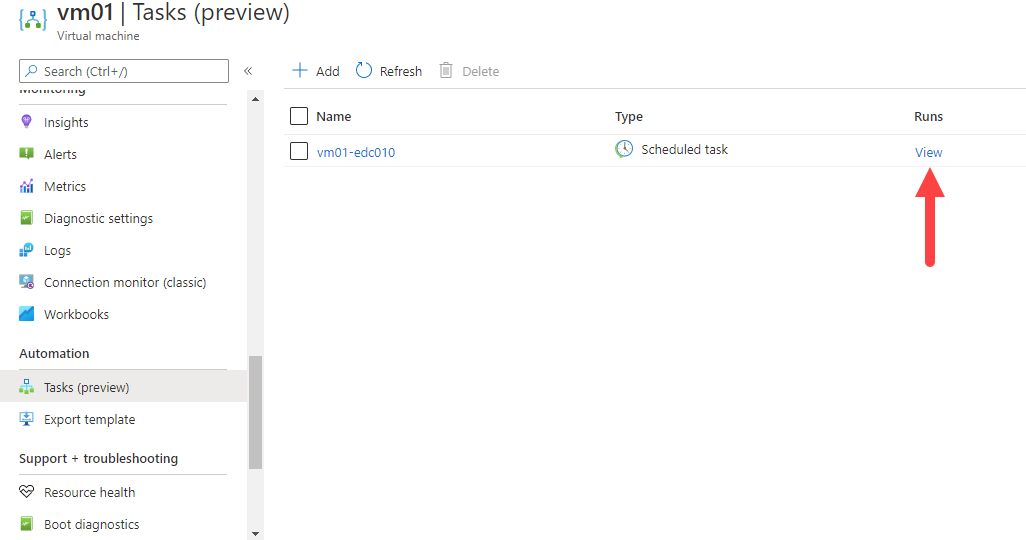 vm01 | Tasks (preview)
Virtual machine
Search (Ctrl+/)
«
Add
Refresh
Delete
Monitoring
Insights
Alerts
Metrics
Diagnostic settings
Logs
Connection monitor (classic)
Workbooks
Automation
Tasks (preview)
Export template
Support + troubleshooting
Resource health
Boot diagnostics
Name Type Runs
vm01-edc010 Scheduled task View